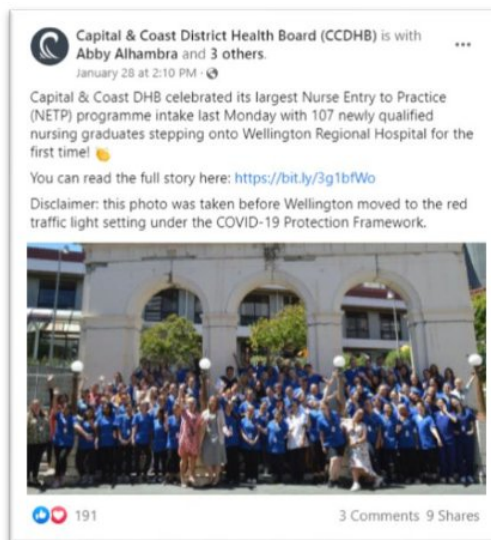 Capital & Coast District Health Board (CCDHB) is with
Abby Alhambra and 3 others.
January 28 at 2:10 PM ·
Capital & Coast DHB celebrated its largest Nurse Entry to Practice
(NETP) programme intake last Monday with 107 newly qualified
nursing graduates stepping onto Wellington Regional Hospital for the
first time!
You can read the full story here: https://bit.ly/3g1bfWo
Disclaimer: this photo was taken before Wellington moved to the red
traffic light setting under the COVID-19 Protection Framework.
191
3 Comments 9 Shares